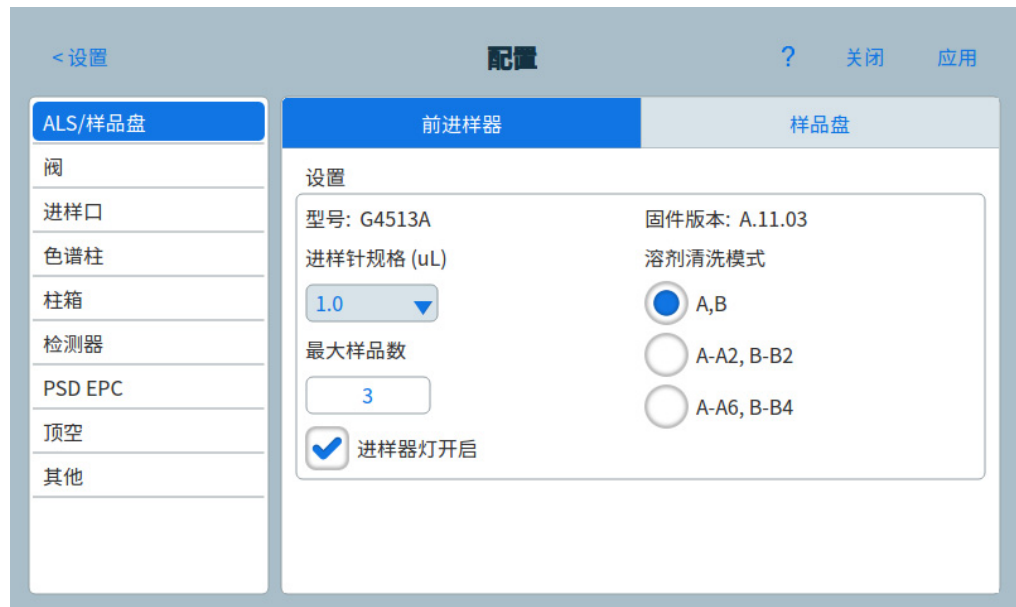 < 设置
配置
?
关闭
应用
ALS/样品盘
阀
进样口
色谱柱
柱箱
检测器
PSD EPC
顶空
其他
前进样器
样品盘
设置
型号: G4513A
固件版本: A.11.03
进样针规格 (uL)
1.0
最大样品数
3
进样器灯开启
溶剂清洗模式
A,B
A-A2, B-B2
A-A6, B-B4